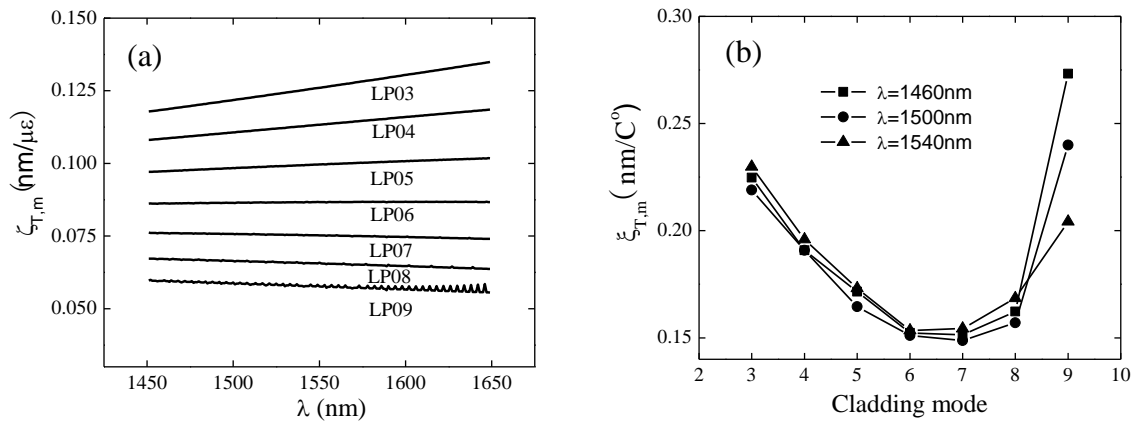 (a)
0.150
0.125
0.100
0.075
0.050
ζT,m (nm/με)
LP03
LP04
LP05
LP06
LP07
LP08
LP09
1450 1500 1550 1600 1650
λ (nm)
(b)
0.30
0.25
0.20
0.15
ξT,m( nm/C°)
λ=1460nm
λ=1500nm
λ=1540nm
2 3 4 5 6 7 8 9 10
Cladding mode